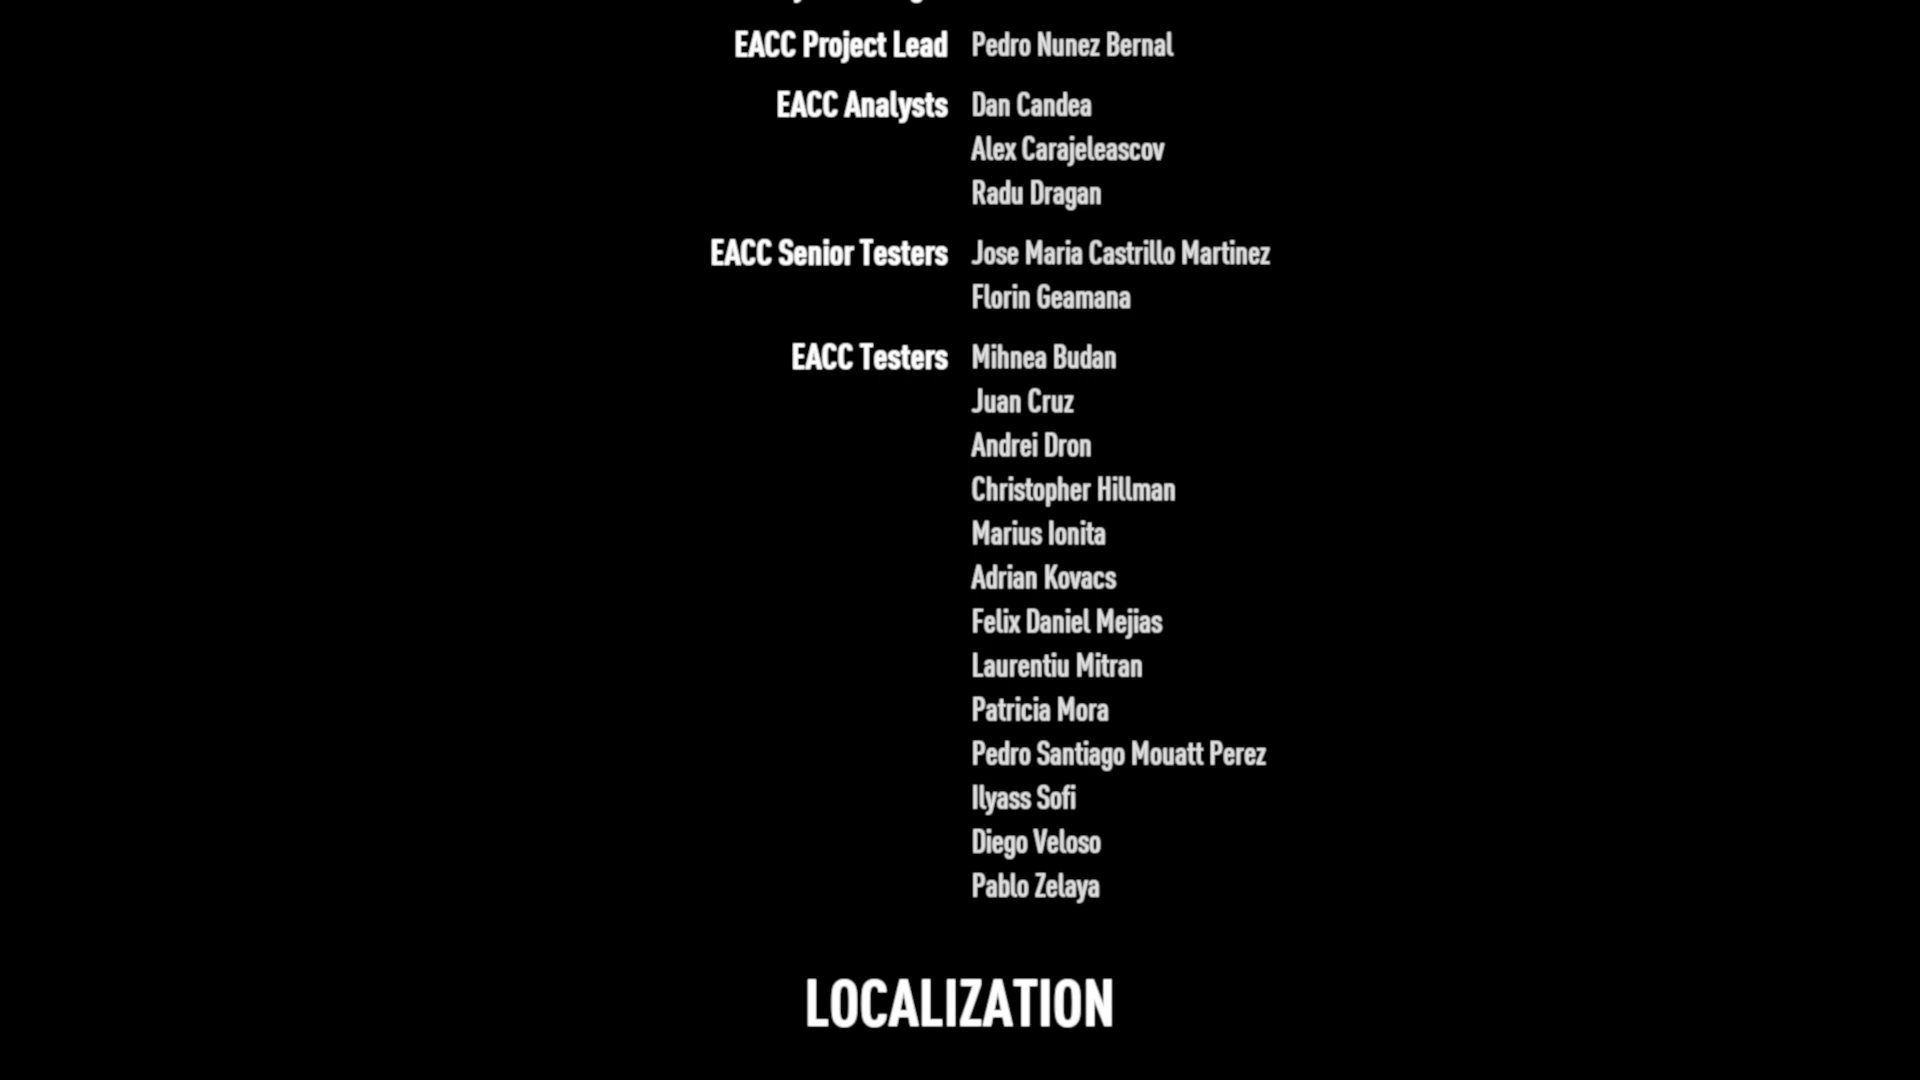 EACC Project Lead Pedro Nunez Bernal
EACC Analysts Dan Candea
Alex Carajeleascov
Radu Dragan
EACC Senior Testers Jose Maria Castrillo Martinez
Florin Geamana
EACC Testers Mihnea Budan
Juan Cruz
Andrei Dron
Christopher Hillman
Marius Ionita
Adrian Kovacs
Felix Daniel Mejias
Laurentiu Mitran
Patricia Mora
Pedro Santiago Mouatt Perez
Ilyass Sofi
Diego Veloso
Pablo Zelaya
LOCALIZATION